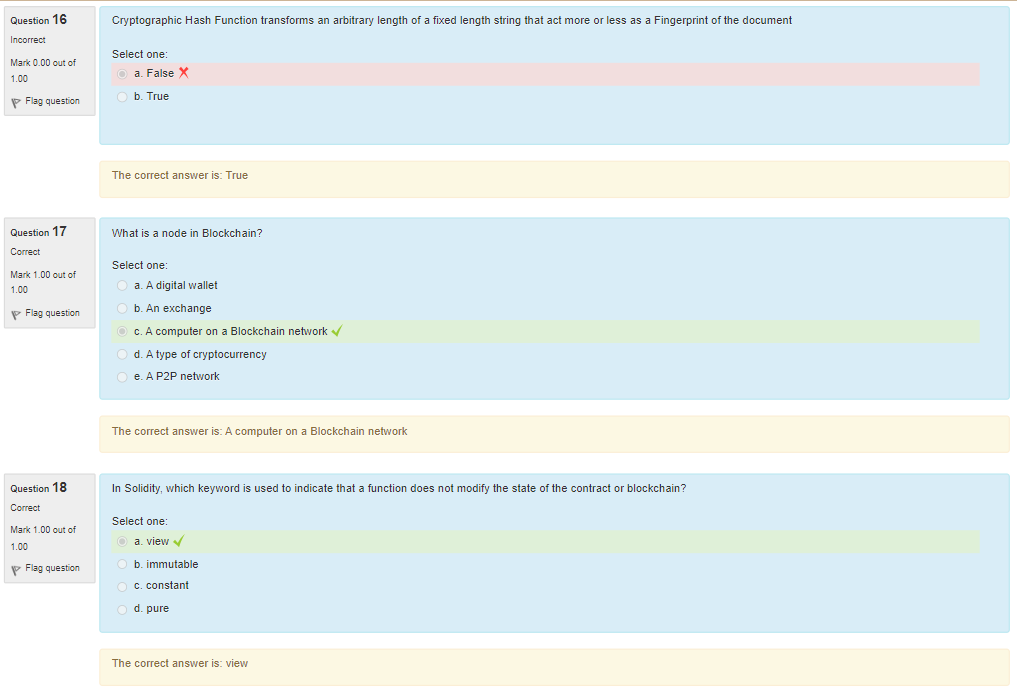 Question 16
Incorrect
Mark 0.00 out of
1.00
Flag question
Cryptographic Hash Function transforms an arbitrary length of a fixed length string that act more or less as a Fingerprint of the document
Select one:
a. False
b. True
The correct answer is: True
Question 17
Correct
Mark 1.00 out of
1.00
Flag question
What is a node in Blockchain?
Select one:
a. A digital wallet
b. An exchange
c. A computer on a Blockchain network
d. A type of cryptocurrency
e. A P2P network
The correct answer is: A computer on a Blockchain network
Question 18
Correct
Mark 1.00 out of
1.00
Flag question
In Solidity, which keyword is used to indicate that a function does not modify the state of the contract or blockchain?
Select one:
a. view
b. immutable
c. constant
d. pure
The correct answer is: view